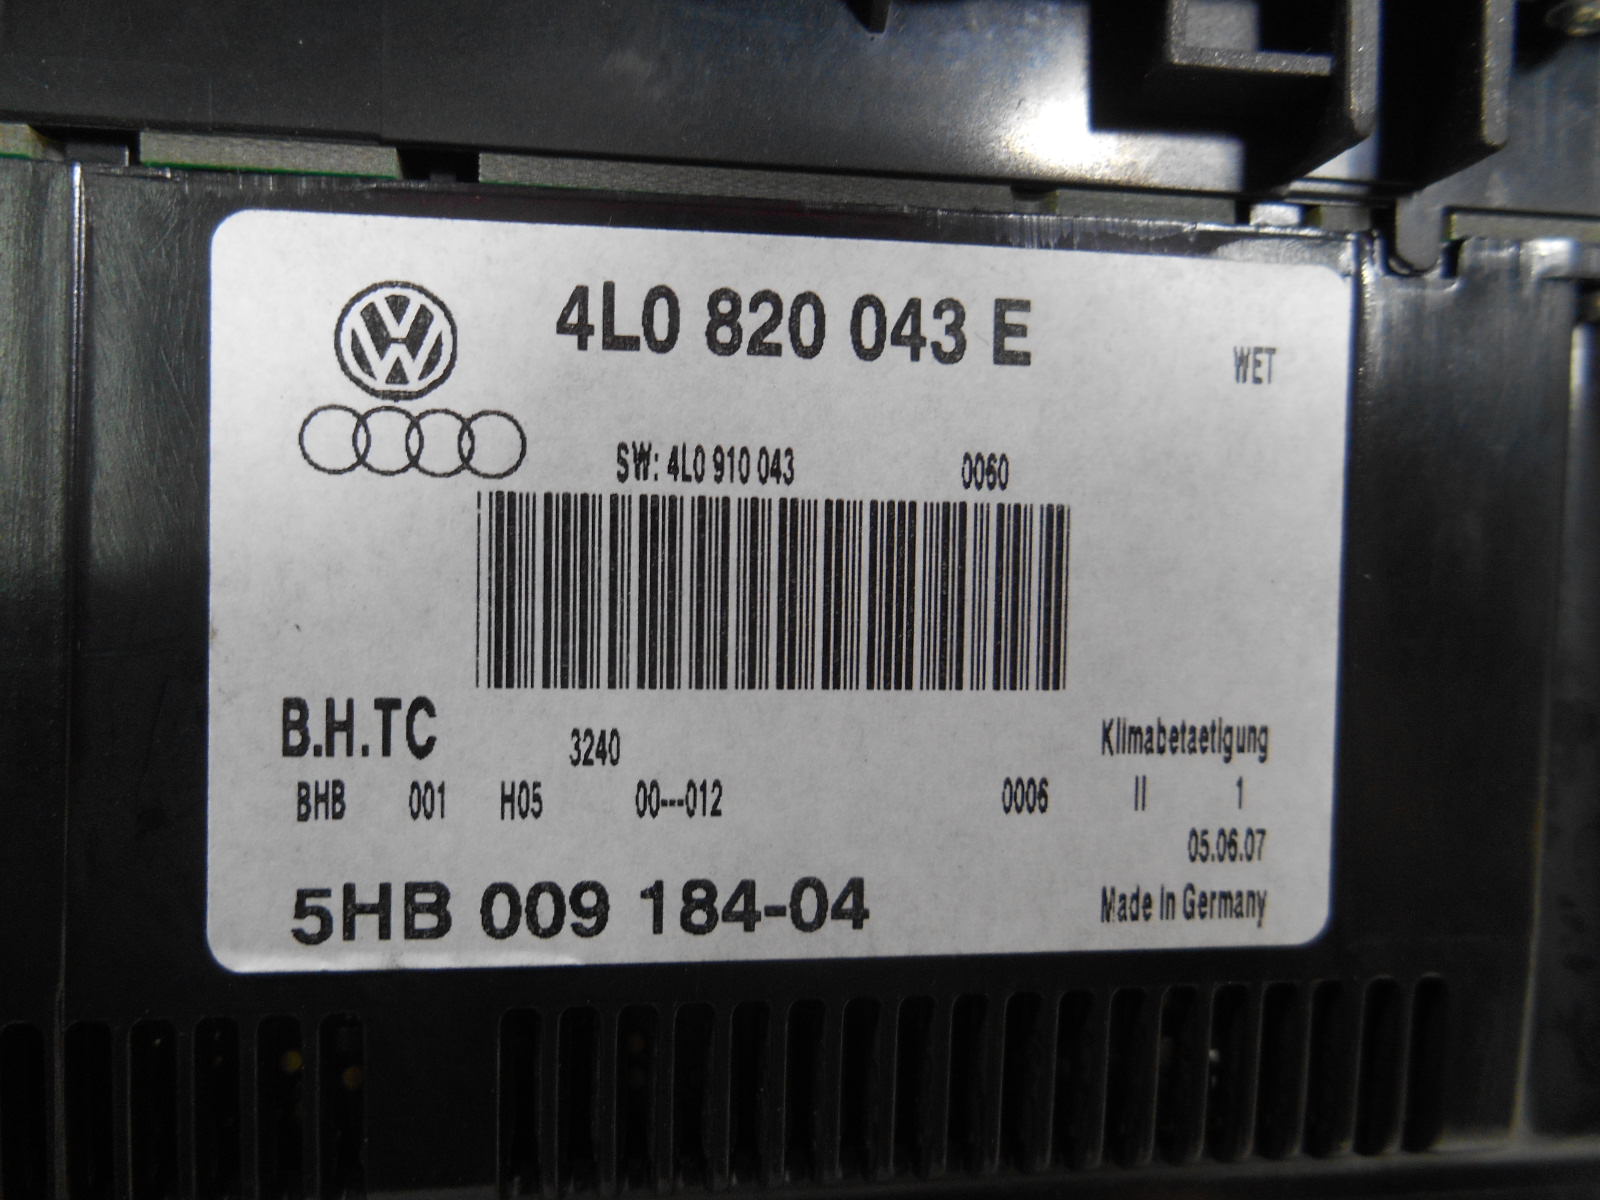 4L0 820 043 E
WET
SW: 4L0 910 043 0060
B.H.TC
3240
Klimabetaetigung
BHB 001 H05 00---012 0006 II 1
05.06.07
5HB 009 184-04
Made in Germany